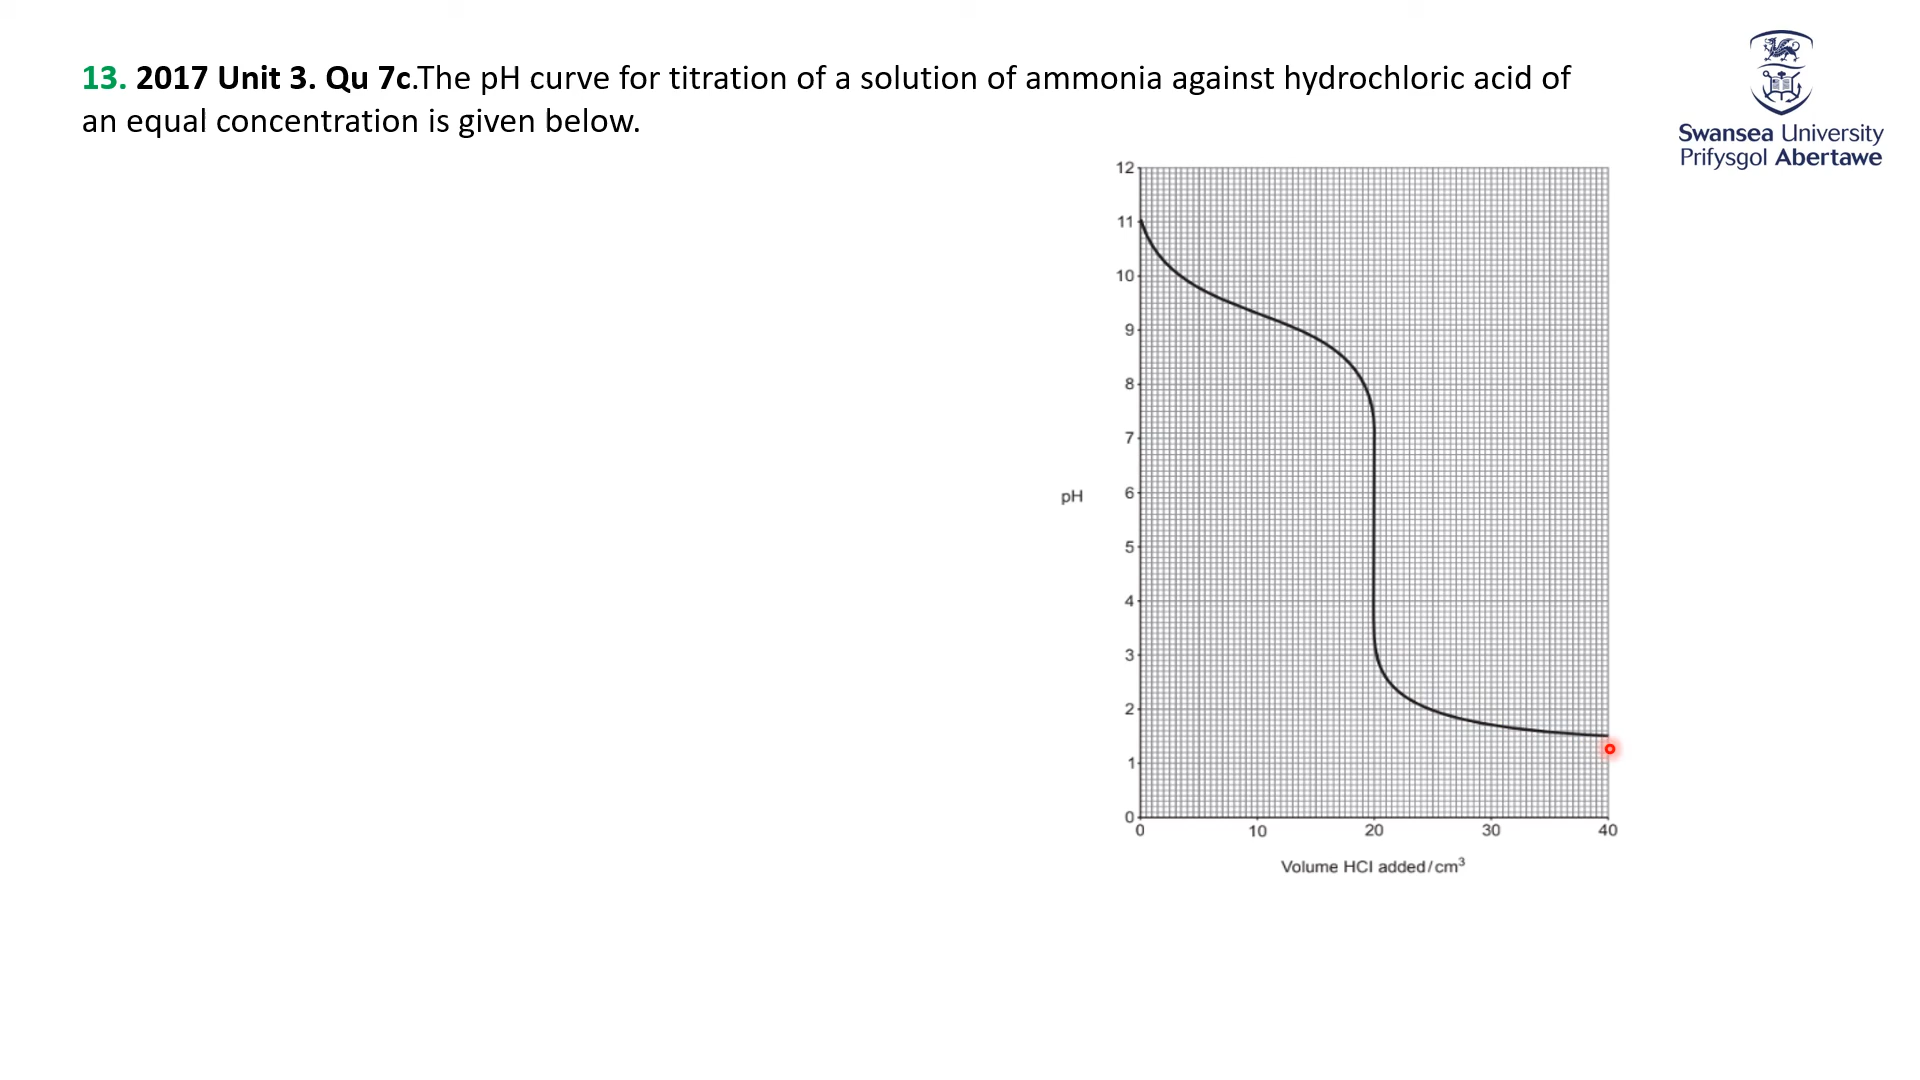 13. 2017 Unit 3. Qu 7c.The pH curve for titration of a solution of ammonia against hydrochloric acid of
an equal concentration is given below.
Swansea University
Prifysgol Abertawe
12
11
10
9
8
7
pH
6
5
4
3
2
1
0
0 10 20 30 40
Volume HCl added/cm³